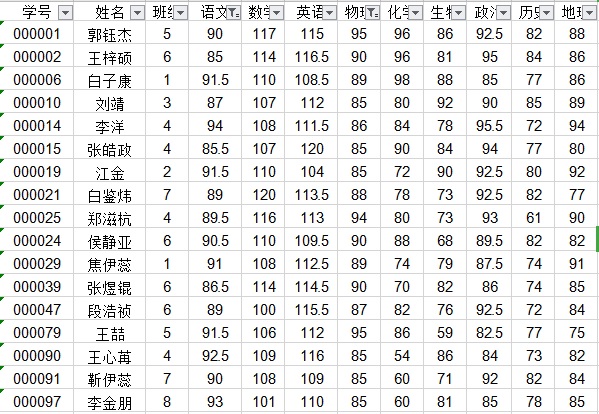 学号 姓名 班级 语文 数学 英语 物理 化学 生物 政治 历史 地理
000001 郭钰杰 5 90 117 115 95 96 86 92.5 82 88
000002 王梓硕 6 85 114 116.5 90 96 81 95 84 86
000006 白子康 1 91.5 110 108.5 89 98 88 85 77 86
000010 刘靖 3 87 107 112 85 80 92 90 85 89
000014 李洋 4 94 108 111.5 86 84 78 95.5 72 94
000015 张皓政 4 85.5 107 120 85 90 84 94 77 80
000019 江金 2 91.5 110 104 85 72 90 92.5 80 92
000021 白鉴炜 7 89 120 113.5 88 78 73 92.5 82 77
000025 郑滋杭 4 89.5 116 113 94 80 73 93 61 90
000024 侯静亚 6 90.5 110 109.5 90 88 68 89.5 82 82
000029 焦伊蕊 1 91 108 112.5 89 74 79 87.5 74 91
000039 张煜锟 6 86.5 114 114.5 90 70 82 86 74 85
000047 段浩祯 6 89 100 115.5 87 82 76 92.5 72 84
000079 王喆 5 91.5 106 112 95 86 59 82.5 77 75
000090 王心苒 4 92.5 109 116 85 54 86 84 73 82
000091 靳伊蕊 7 90 108 109 85 60 71 92 82 84
000097 李金朋 8 93 101 110 85 60 81 85 78 85